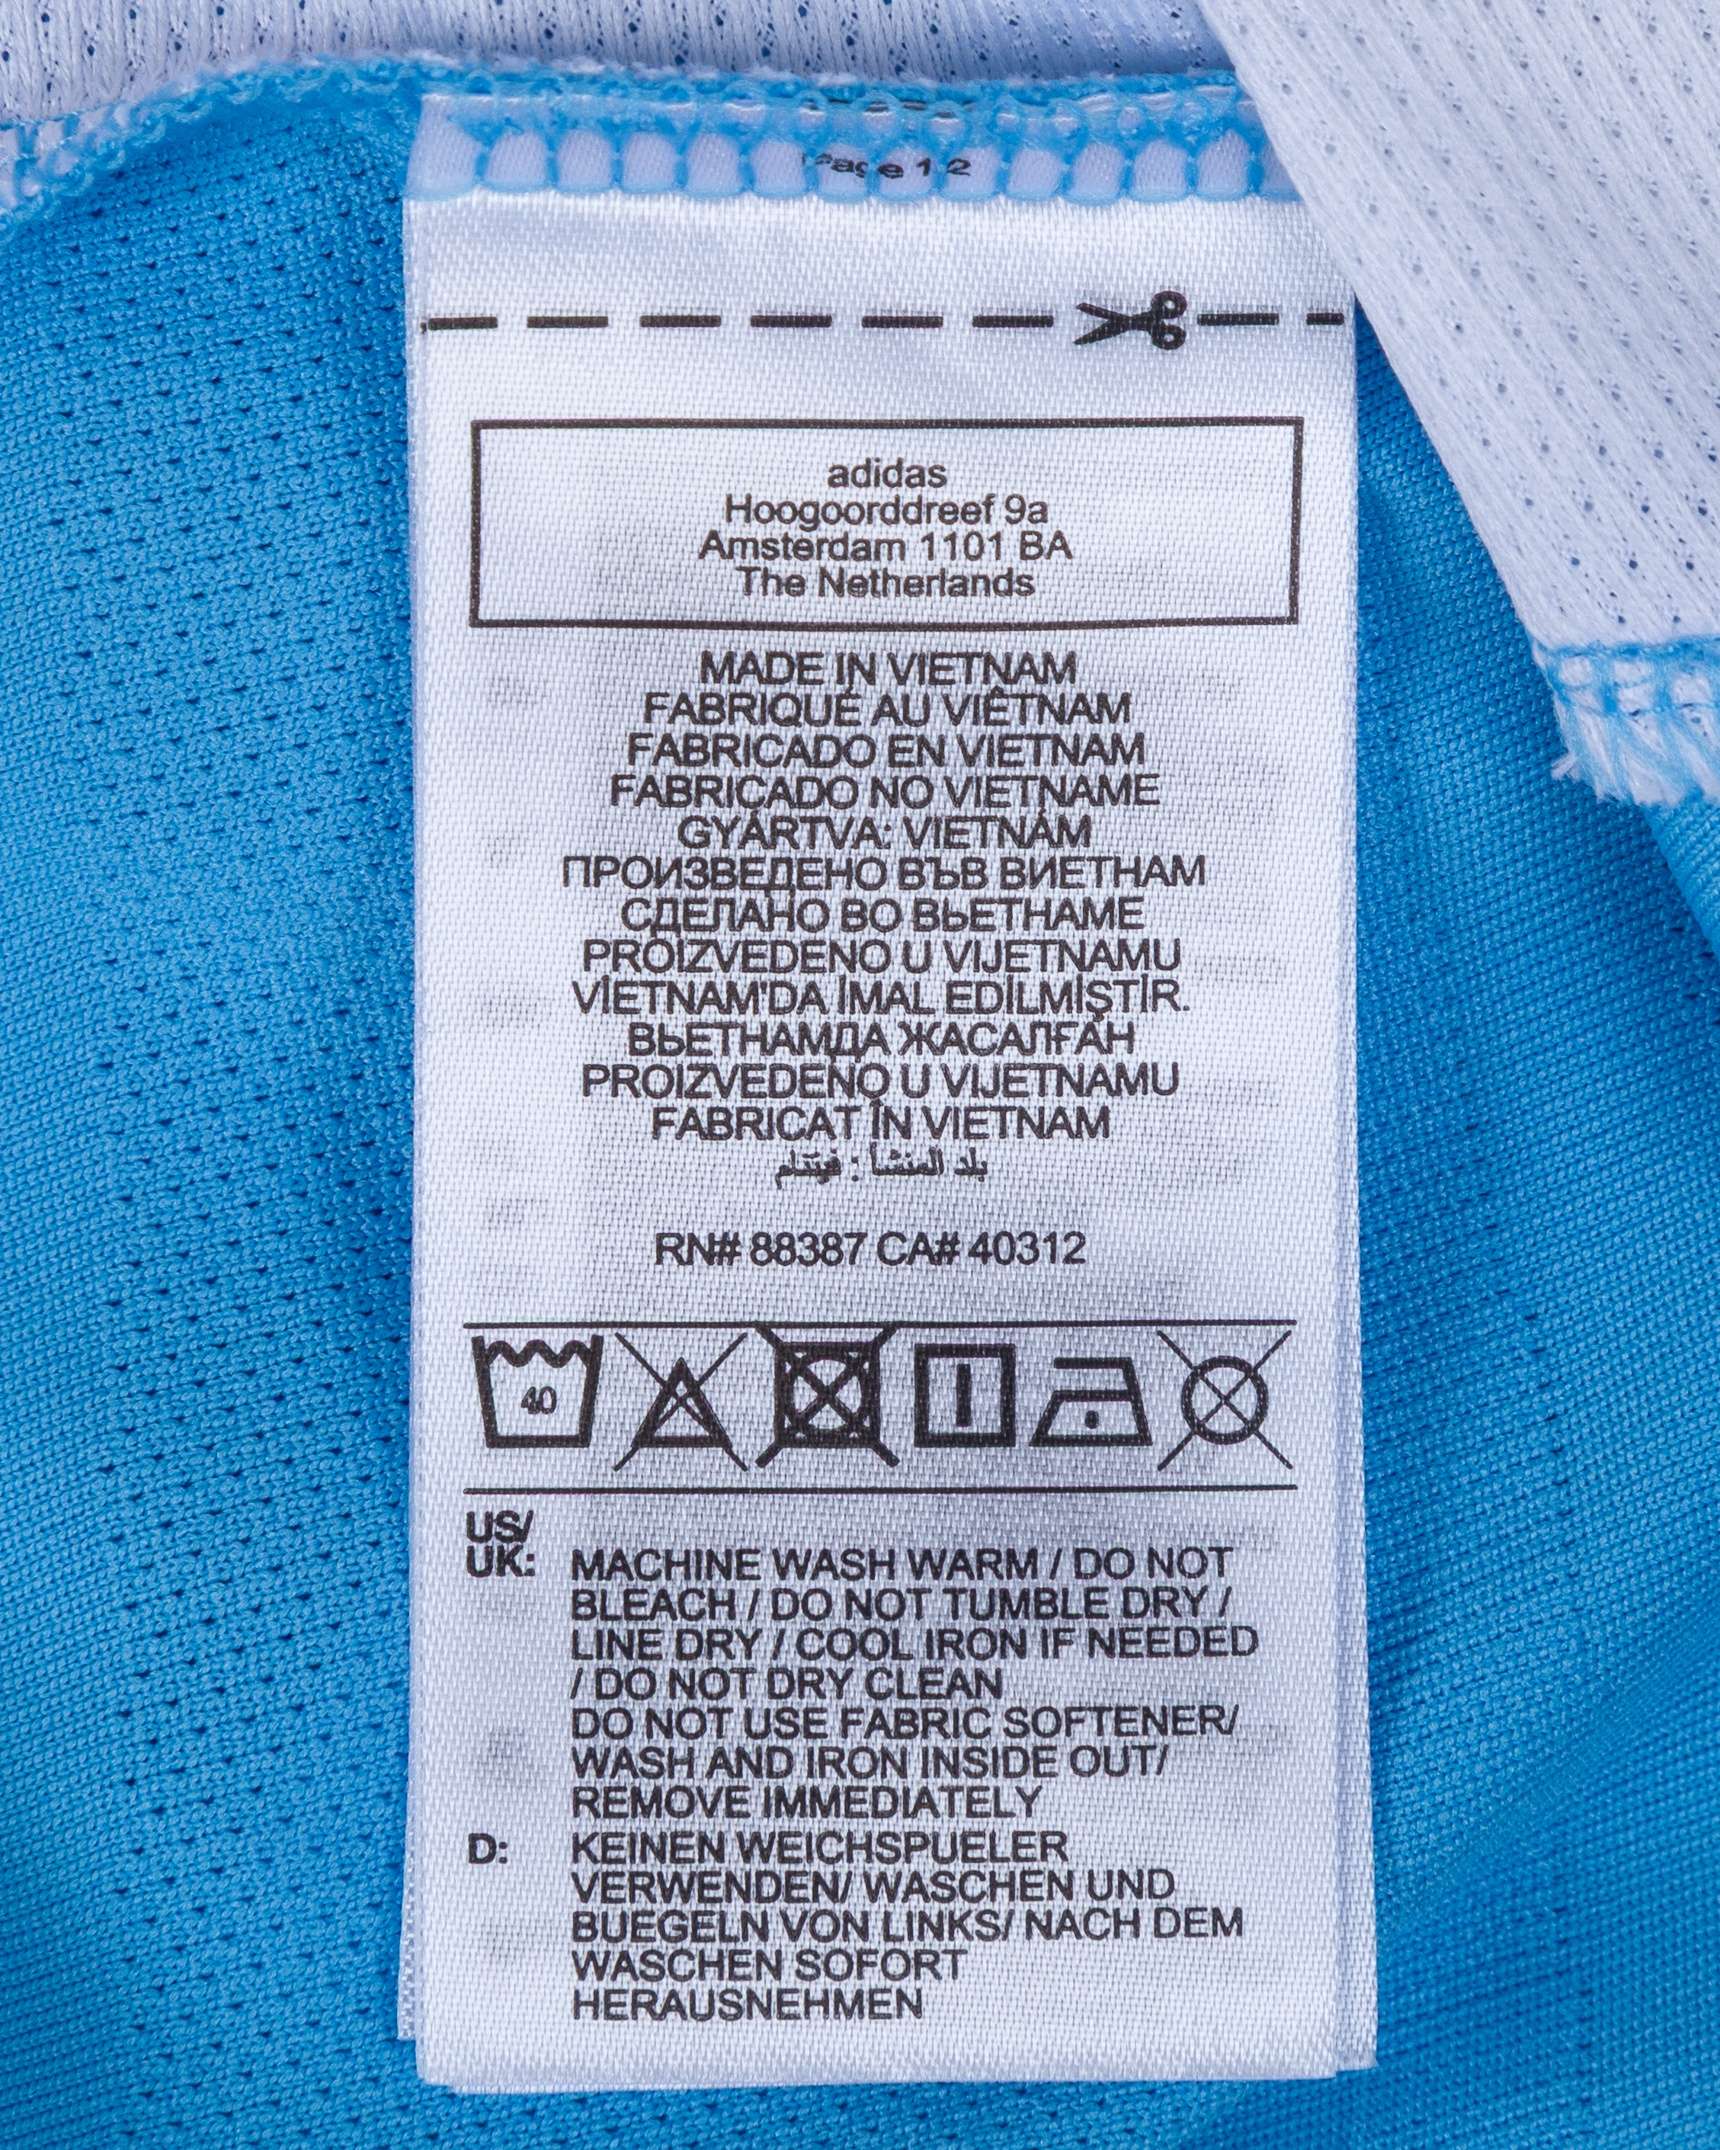 Page 1 2
adidas
Hoogoorddreef 9a
Amsterdam 1101 BA
The Netherlands
MADE IN VIETNAM
FABRIQUÉ AU VIÊTNAM
FABRICADO EN VIETNAM
FABRICADO NO VIETNAME
GYÁRTVA: VIETNÁM
ПРОИЗВЕДЕНО ВЪВ ВИЕТНАМ
СДЕЛАНО ВО ВЬЕТНАМЕ
PROIZVEDENO U VIJETNAMU
VİETNAM'DA İMAL EDİLMİŞTİR.
ВЬЕТНАМДА ЖАСАЛҒАН
PROIZVEDENO U VIJETNAMU
FABRICAT ÎN VIETNAM
بلد المنشأ : فيتنام
RN# 88387 CA# 40312
40
US/
UK: MACHINE WASH WARM / DO NOT
BLEACH / DO NOT TUMBLE DRY /
LINE DRY / COOL IRON IF NEEDED
/ DO NOT DRY CLEAN
DO NOT USE FABRIC SOFTENER/
WASH AND IRON INSIDE OUT/
REMOVE IMMEDIATELY
D: KEINEN WEICHSPUELER
VERWENDEN/ WASCHEN UND
BUEGELN VON LINKS/ NACH DEM
WASCHEN SOFORT
HERAUSNEHMEN